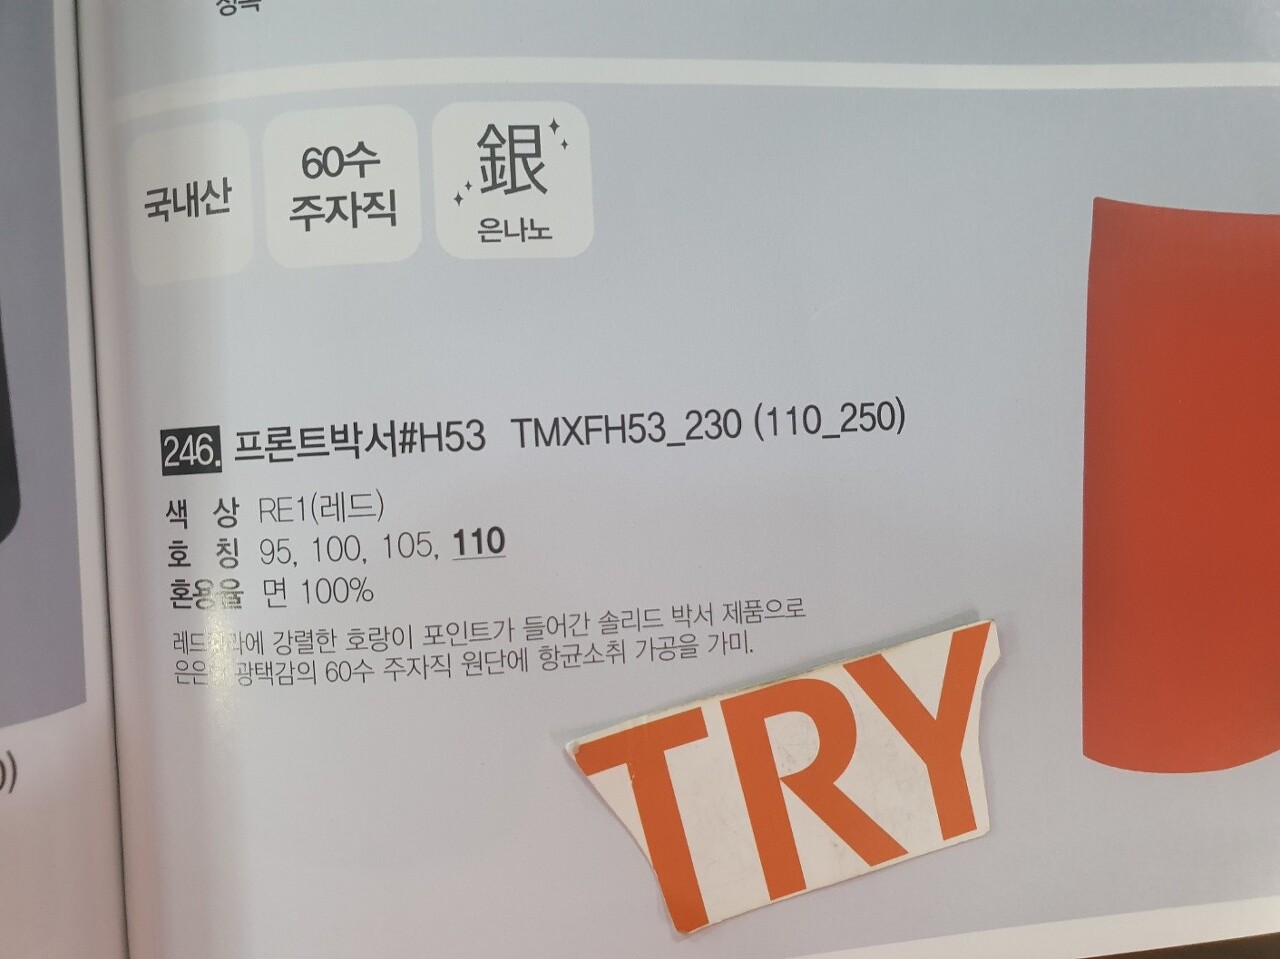 국내산
60수
주자직
銀
은나노
246. 프론트박서#H53 TMXFH53_230 (110_250)
색 상 RE1(레드)
호 칭 95, 100, 105, 110
혼용율 면 100%
강렬한 호랑이 포인트가 들어간 솔리드 박서 제품으로
광택감의 60수 주자직 원단에 항균소취 가공을 가미.
TRY